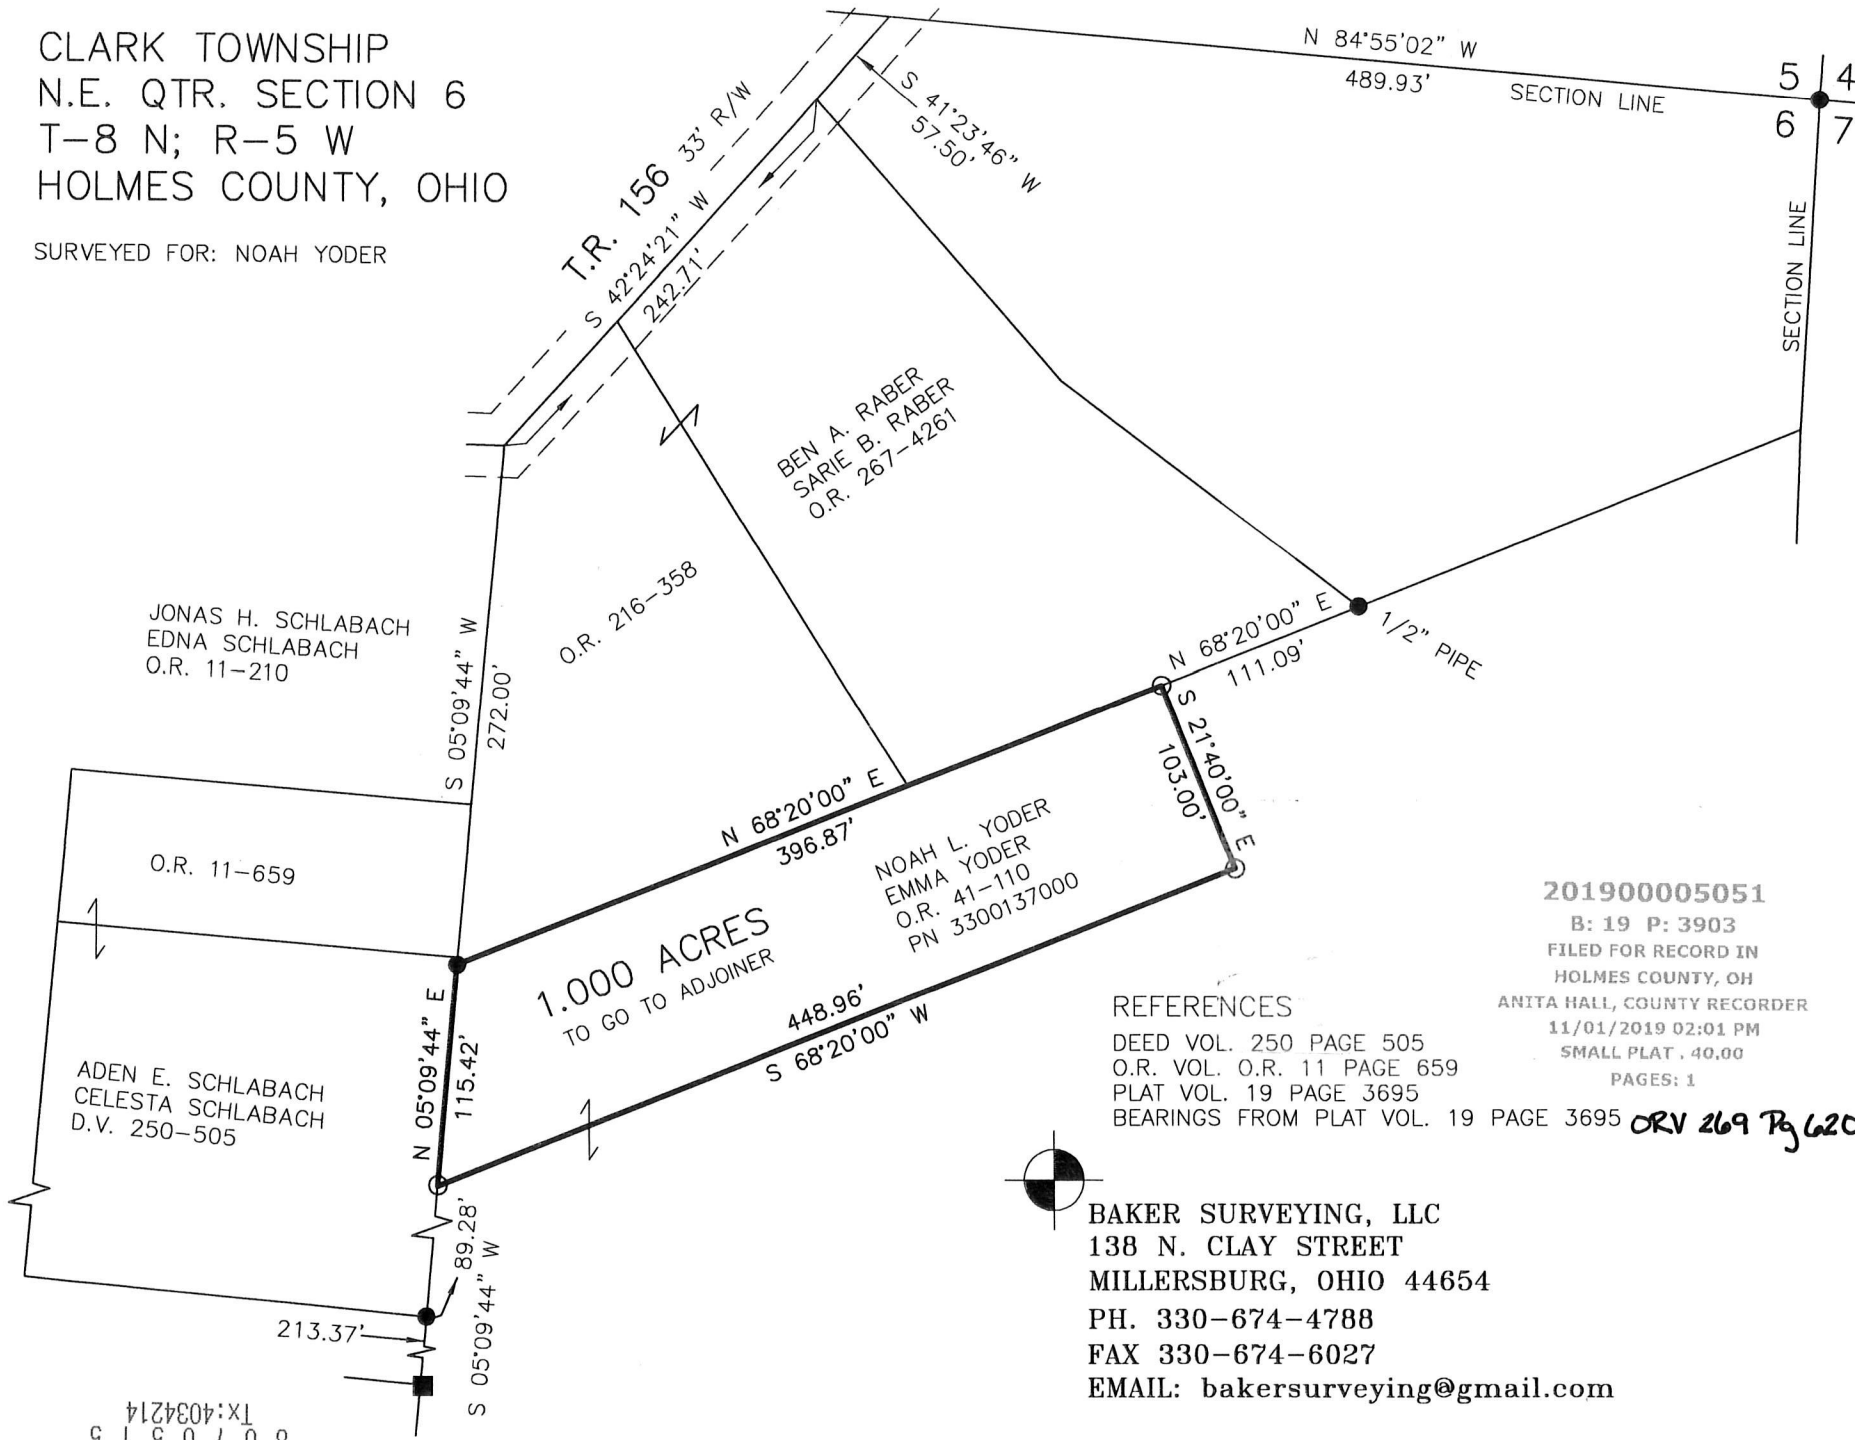 CLARK TOWNSHIP
N.E. QTR. SECTION 6
T-8 N; R-5 W
HOLMES COUNTY, OHIO
SURVEYED FOR: NOAH YODER
N 84°55'02" W
489.93'
SECTION LINE
5
4
6
7
SECTION LINE
S 41°23'46" W
57.50'
T.R. 156
33' R/W
S 42°24'21" W
242.71'
BEN A. RABER
SARIE B. RABER
O.R. 267-4261
O.R. 216-358
JONAS H. SCHLABACH
EDNA SCHLABACH
O.R. 11-210
S 05°09'44" W
272.00'
N 68°20'00" E
111.09'
1/2" PIPE
S 21°40'00" E
103.00'
N 68°20'00" E
396.87'
NOAH L. YODER
EMMA YODER
O.R. 41-110
PN 3300137000
1.000 ACRES
TO GO TO ADJOINER
448.96'
S 68°20'00" W
O.R. 11-659
N 05°09'44" E
115.42'
ADEN E. SCHLABACH
CELESTA SCHLABACH
D.V. 250-505
89.28'
S 05°09'44" W
213.37'
201900005051
B: 19 P: 3903
FILED FOR RECORD IN
HOLMES COUNTY, OH
ANITA HALL, COUNTY RECORDER
11/01/2019 02:01 PM
SMALL PLAT . 40.00
PAGES: 1
REFERENCES
DEED VOL. 250 PAGE 505
O.R. VOL. O.R. 11 PAGE 659
PLAT VOL. 19 PAGE 3695
BEARINGS FROM PLAT VOL. 19 PAGE 3695 ORV 269 Pg 620
BAKER SURVEYING, LLC
138 N. CLAY STREET
MILLERSBURG, OHIO 44654
PH. 330-674-4788
FAX 330-674-6027
EMAIL: bakersurveying@gmail.com
Tx:4034214